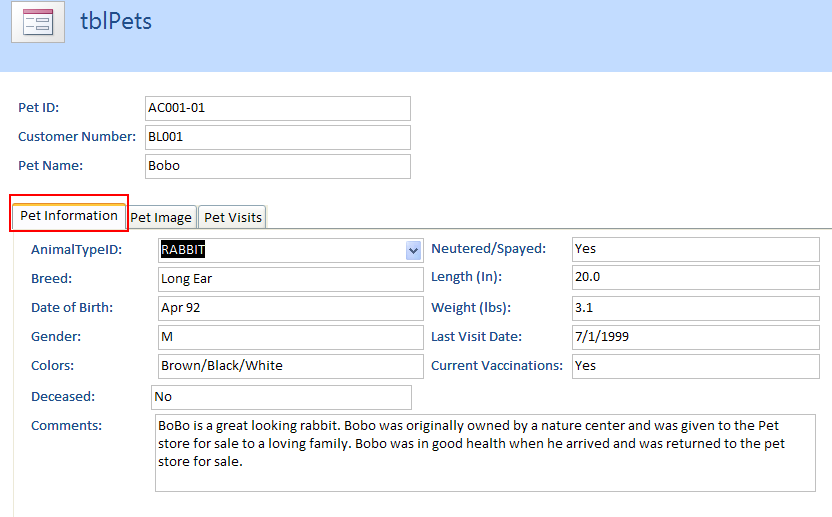 tblPets
Pet ID: AC001-01
Customer Number: BL001
Pet Name: Bobo
Pet Information Pet Image Pet Visits
AnimalTypeID: RABBIT Neutered/Spayed: Yes
Breed: Long Ear Length (In): 20.0
Date of Birth: Apr 92 Weight (lbs): 3.1
Gender: M Last Visit Date: 7/1/1999
Colors: Brown/Black/White Current Vaccinations: Yes
Deceased: No
Comments: BoBo is a great looking rabbit. Bobo was originally owned by a nature center and was given to the Pet
store for sale to a loving family. Bobo was in good health when he arrived and was returned to the pet
store for sale.